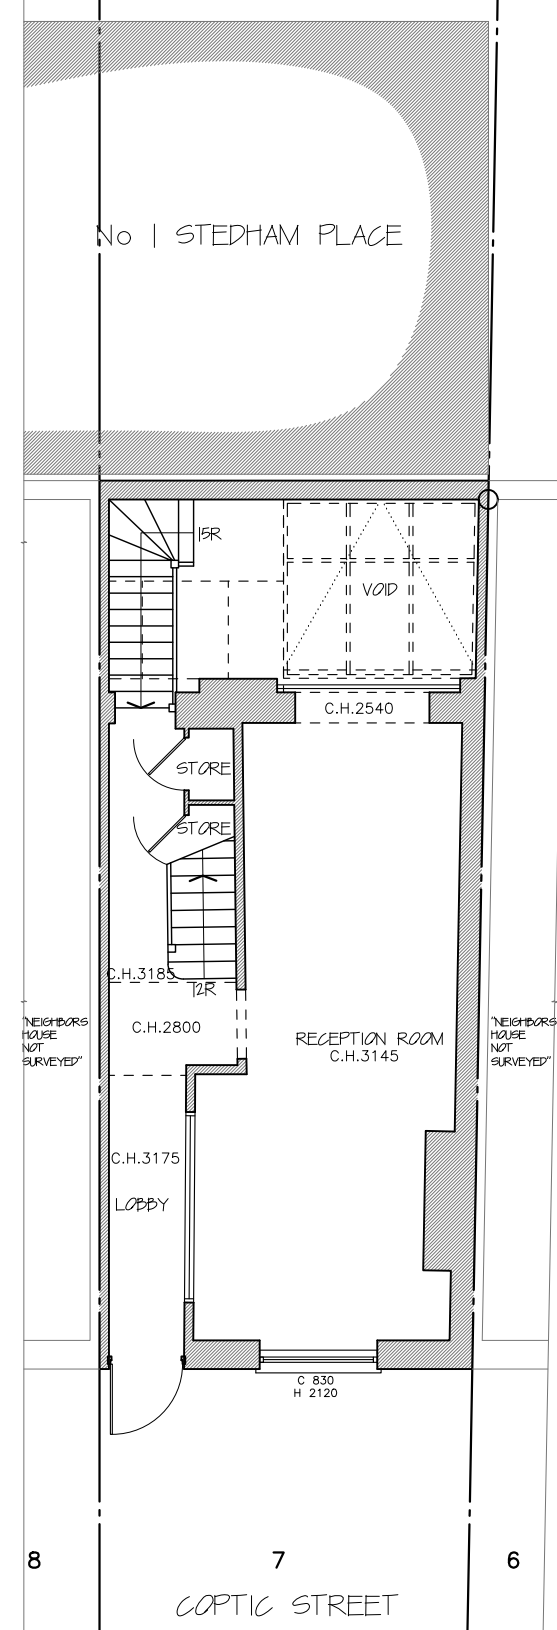 No 1 STEDHAM PLACE
15R
VOID
C.H.2540
STORE
STORE
C.H.3185
12R
C.H.2800
"NEIGHBORS
HOUSE
NOT
SURVEYED"
RECEPTION ROOM
C.H.3145
"NEIGHBORS
HOUSE
NOT
SURVEYED"
C.H.3175
LOBBY
C 830
H 2120
8 7 6
COPTIC STREET